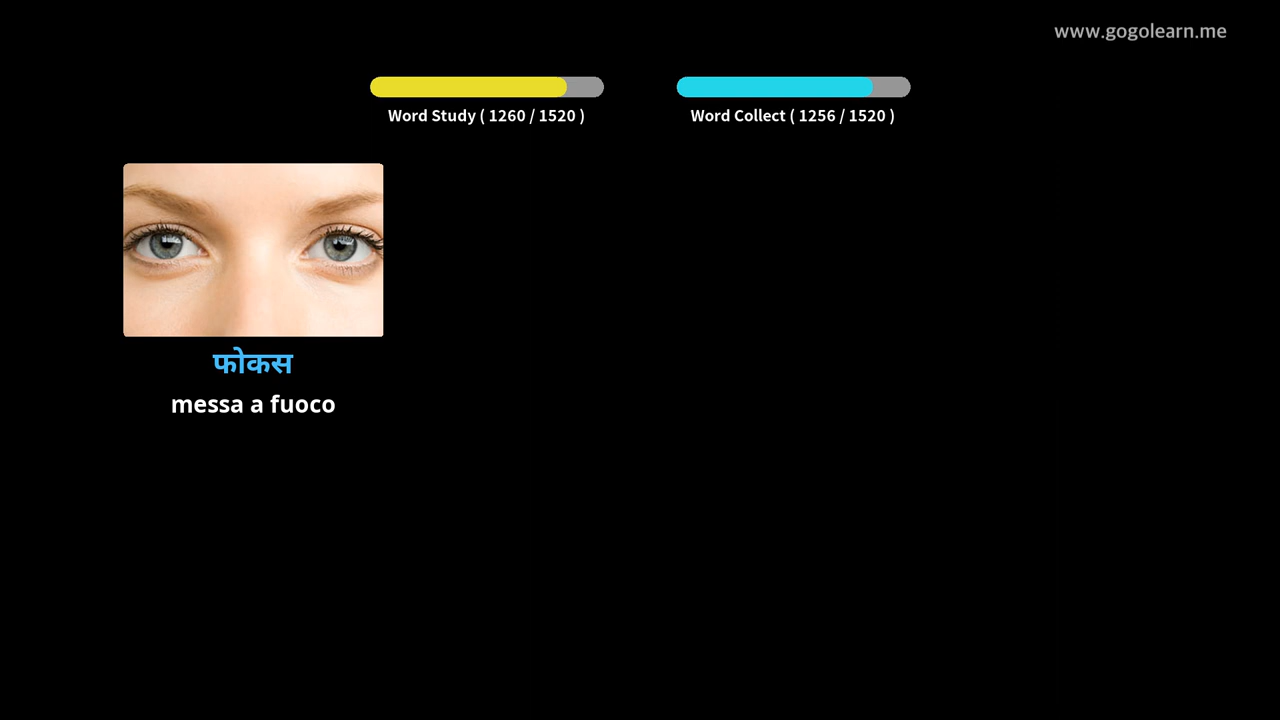 www.gogolearn.me
Word Study ( 1260 / 1520 )
Word Collect ( 1256 / 1520 )
फोकस
messa a fuoco